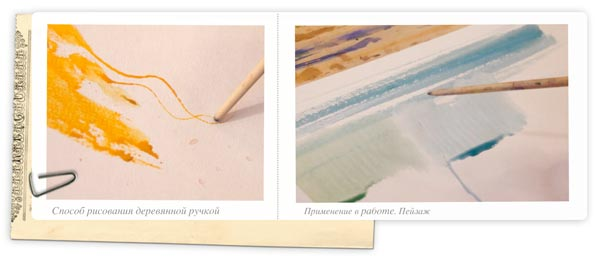 Способ рисования деревянной ручкой
Применение в работе. Пейзаж